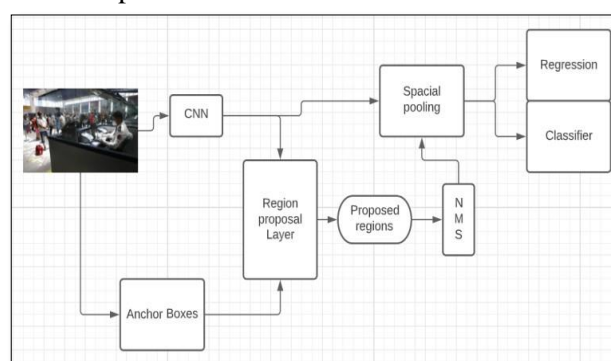 CNN
Spacial
pooling
Regression
Classifier
Region
proposal
Layer
Proposed
regions
N
M
S
Anchor Boxes